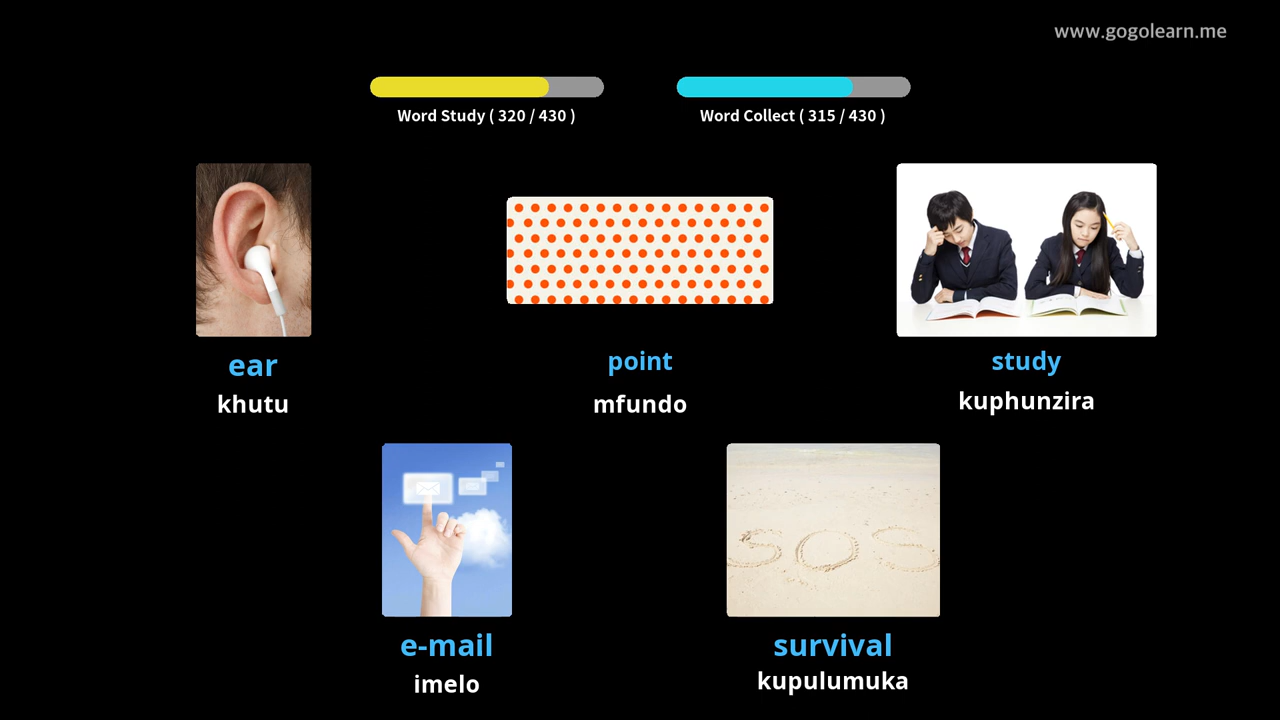 www.gogolearn.me
Word Study ( 320 / 430 )
Word Collect ( 315 / 430 )
ear
khutu
point
mfundo
study
kuphunzira
SOS
e-mail
imelo
survival
kupulumuka